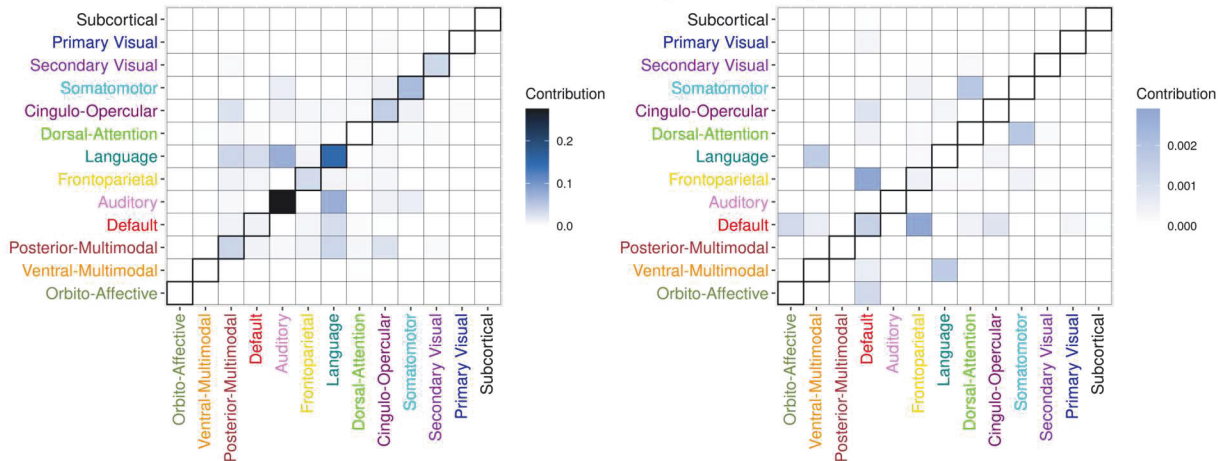 Subcortical
Primary Visual
Secondary Visual
Somatomotor
Cingulo-Opercular
Dorsal-Attention
Language
Frontoparietal
Auditory
Default
Posterior-Multimodal
Ventral-Multimodal
Orbito-Affective
Orbito-Affective
Ventral-Multimodal
Posterior-Multimodal
Default
Auditory
Frontoparietal
Language
Dorsal-Attention
Cingulo-Opercular
Somatomotor
Secondary Visual
Primary Visual
Subcortical
Contribution
0.2
0.1
0.0
Subcortical
Primary Visual
Secondary Visual
Somatomotor
Cingulo-Opercular
Dorsal-Attention
Language
Frontoparietal
Auditory
Default
Posterior-Multimodal
Ventral-Multimodal
Orbito-Affective
Orbito-Affective
Ventral-Multimodal
Posterior-Multimodal
Default
Auditory
Frontoparietal
Language
Dorsal-Attention
Cingulo-Opercular
Somatomotor
Secondary Visual
Primary Visual
Subcortical
Contribution
0.002
0.001
0.000